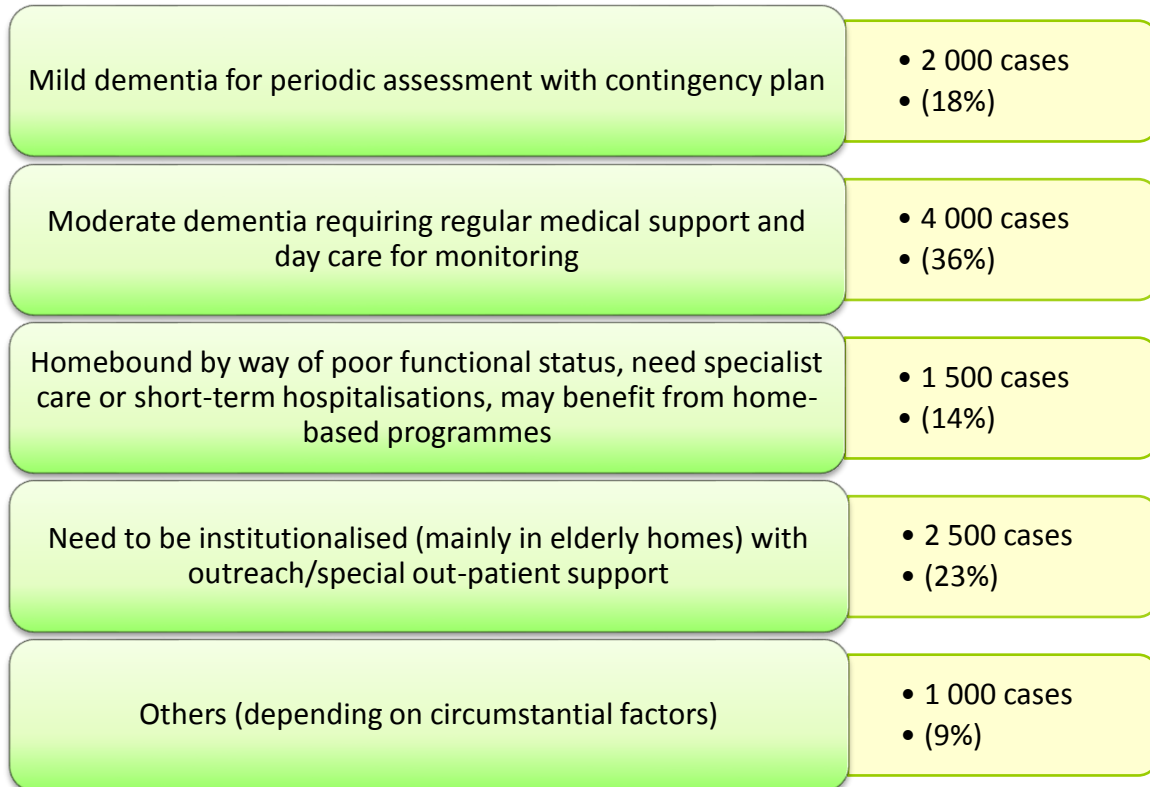 Mild dementia for periodic assessment with contingency plan
• 2 000 cases
• (18%)
Moderate dementia requiring regular medical support and
day care for monitoring
• 4 000 cases
• (36%)
Homebound by way of poor functional status, need specialist
care or short-term hospitalisations, may benefit from home-
based programmes
• 1 500 cases
• (14%)
Need to be institutionalised (mainly in elderly homes) with
outreach/special out-patient support
• 2 500 cases
• (23%)
Others (depending on circumstantial factors)
• 1 000 cases
• (9%)